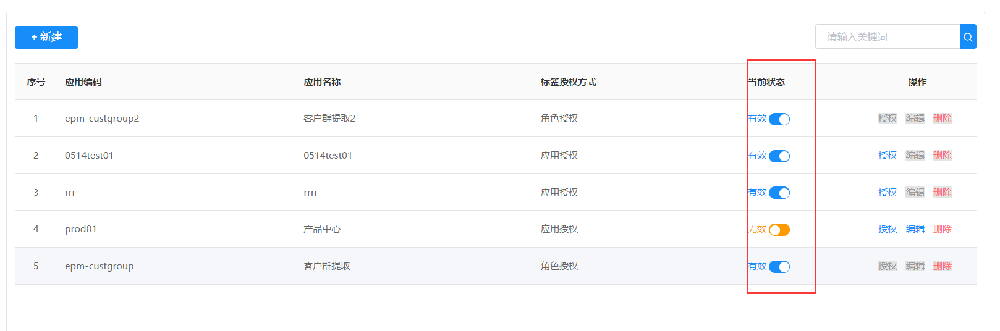 + 新建 请输入关键词
序号 应用编码 应用名称 标签授权方式 当前状态 操作
1 epm-custgroup2 客户群提取2 角色授权 有效 授权 编辑 删除
2 0514test01 0514test01 应用授权 有效 授权 编辑 删除
3 rrr rrrr 应用授权 有效 授权 编辑 删除
4 prod01 产品中心 应用授权 无效 授权 编辑 删除
5 epm-custgroup 客户群提取 角色授权 有效 授权 编辑 删除